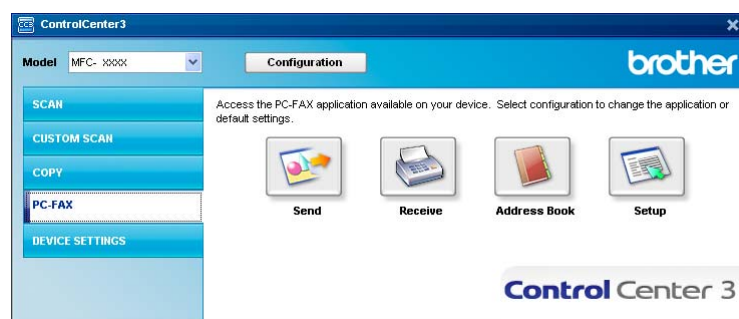 ControlCenter3
Model MFC- XXXX Configuration brother
SCAN
CUSTOM SCAN
COPY
PC-FAX
DEVICE SETTINGS
Access the PC-FAX application available on your device. Select configuration to change the application or
default settings.
Send Receive Address Book Setup
Control Center 3